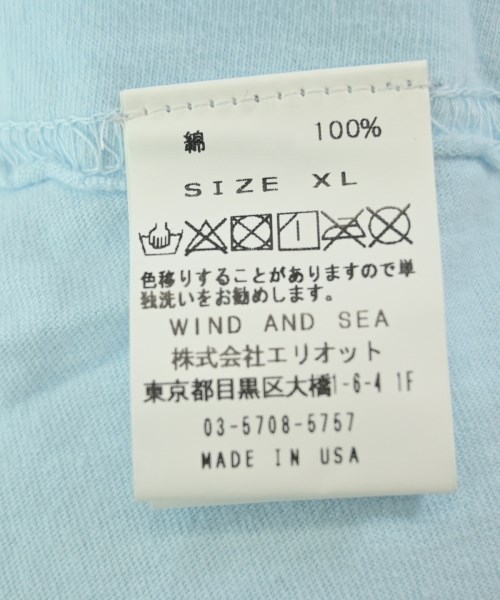 綿 100%
SIZE XL
色移りすることがありますので単
独洗いをお勧めします。
WIND AND SEA
株式会社エリオット
東京都目黒区大橋1-6-4 1F
03-5708-5757
MADE IN USA